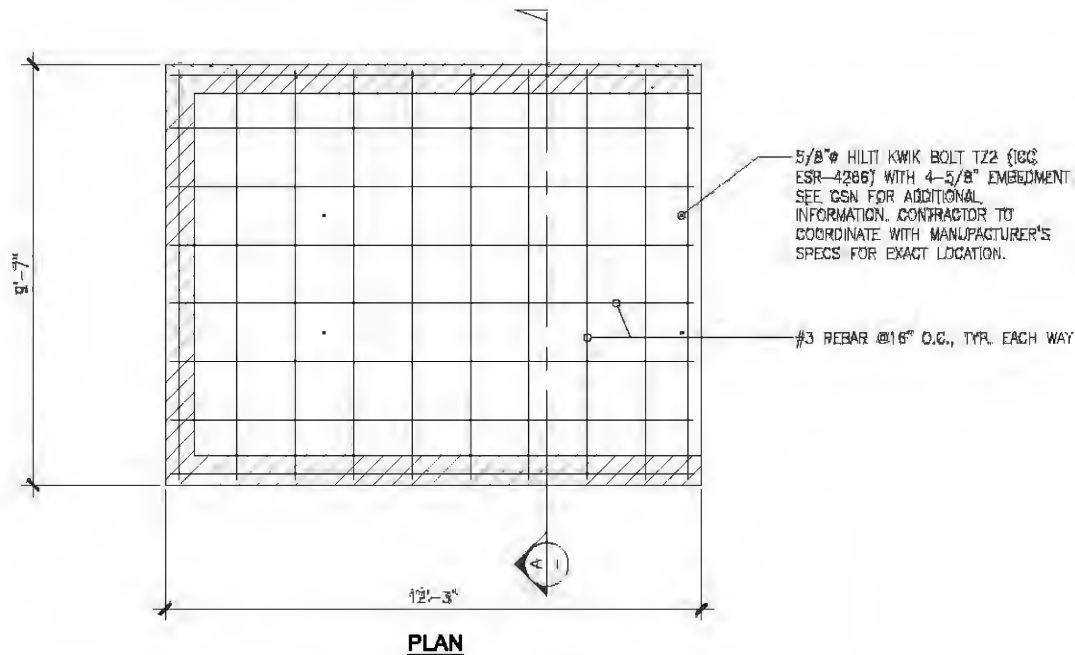 5/8"ø HILTI KWIK BOLT TZ2 (ICC
ESR-4266) WITH 4-5/8" EMBEDMENT.
SEE GSN FOR ADDITIONAL
INFORMATION. CONTRACTOR TO
COORDINATE WITH MANUFACTURER'S
SPECS FOR EXACT LOCATION.
9'-7"
#3 REBAR @16" O.C., TYP. EACH WAY
A
-
12'-3"
PLAN